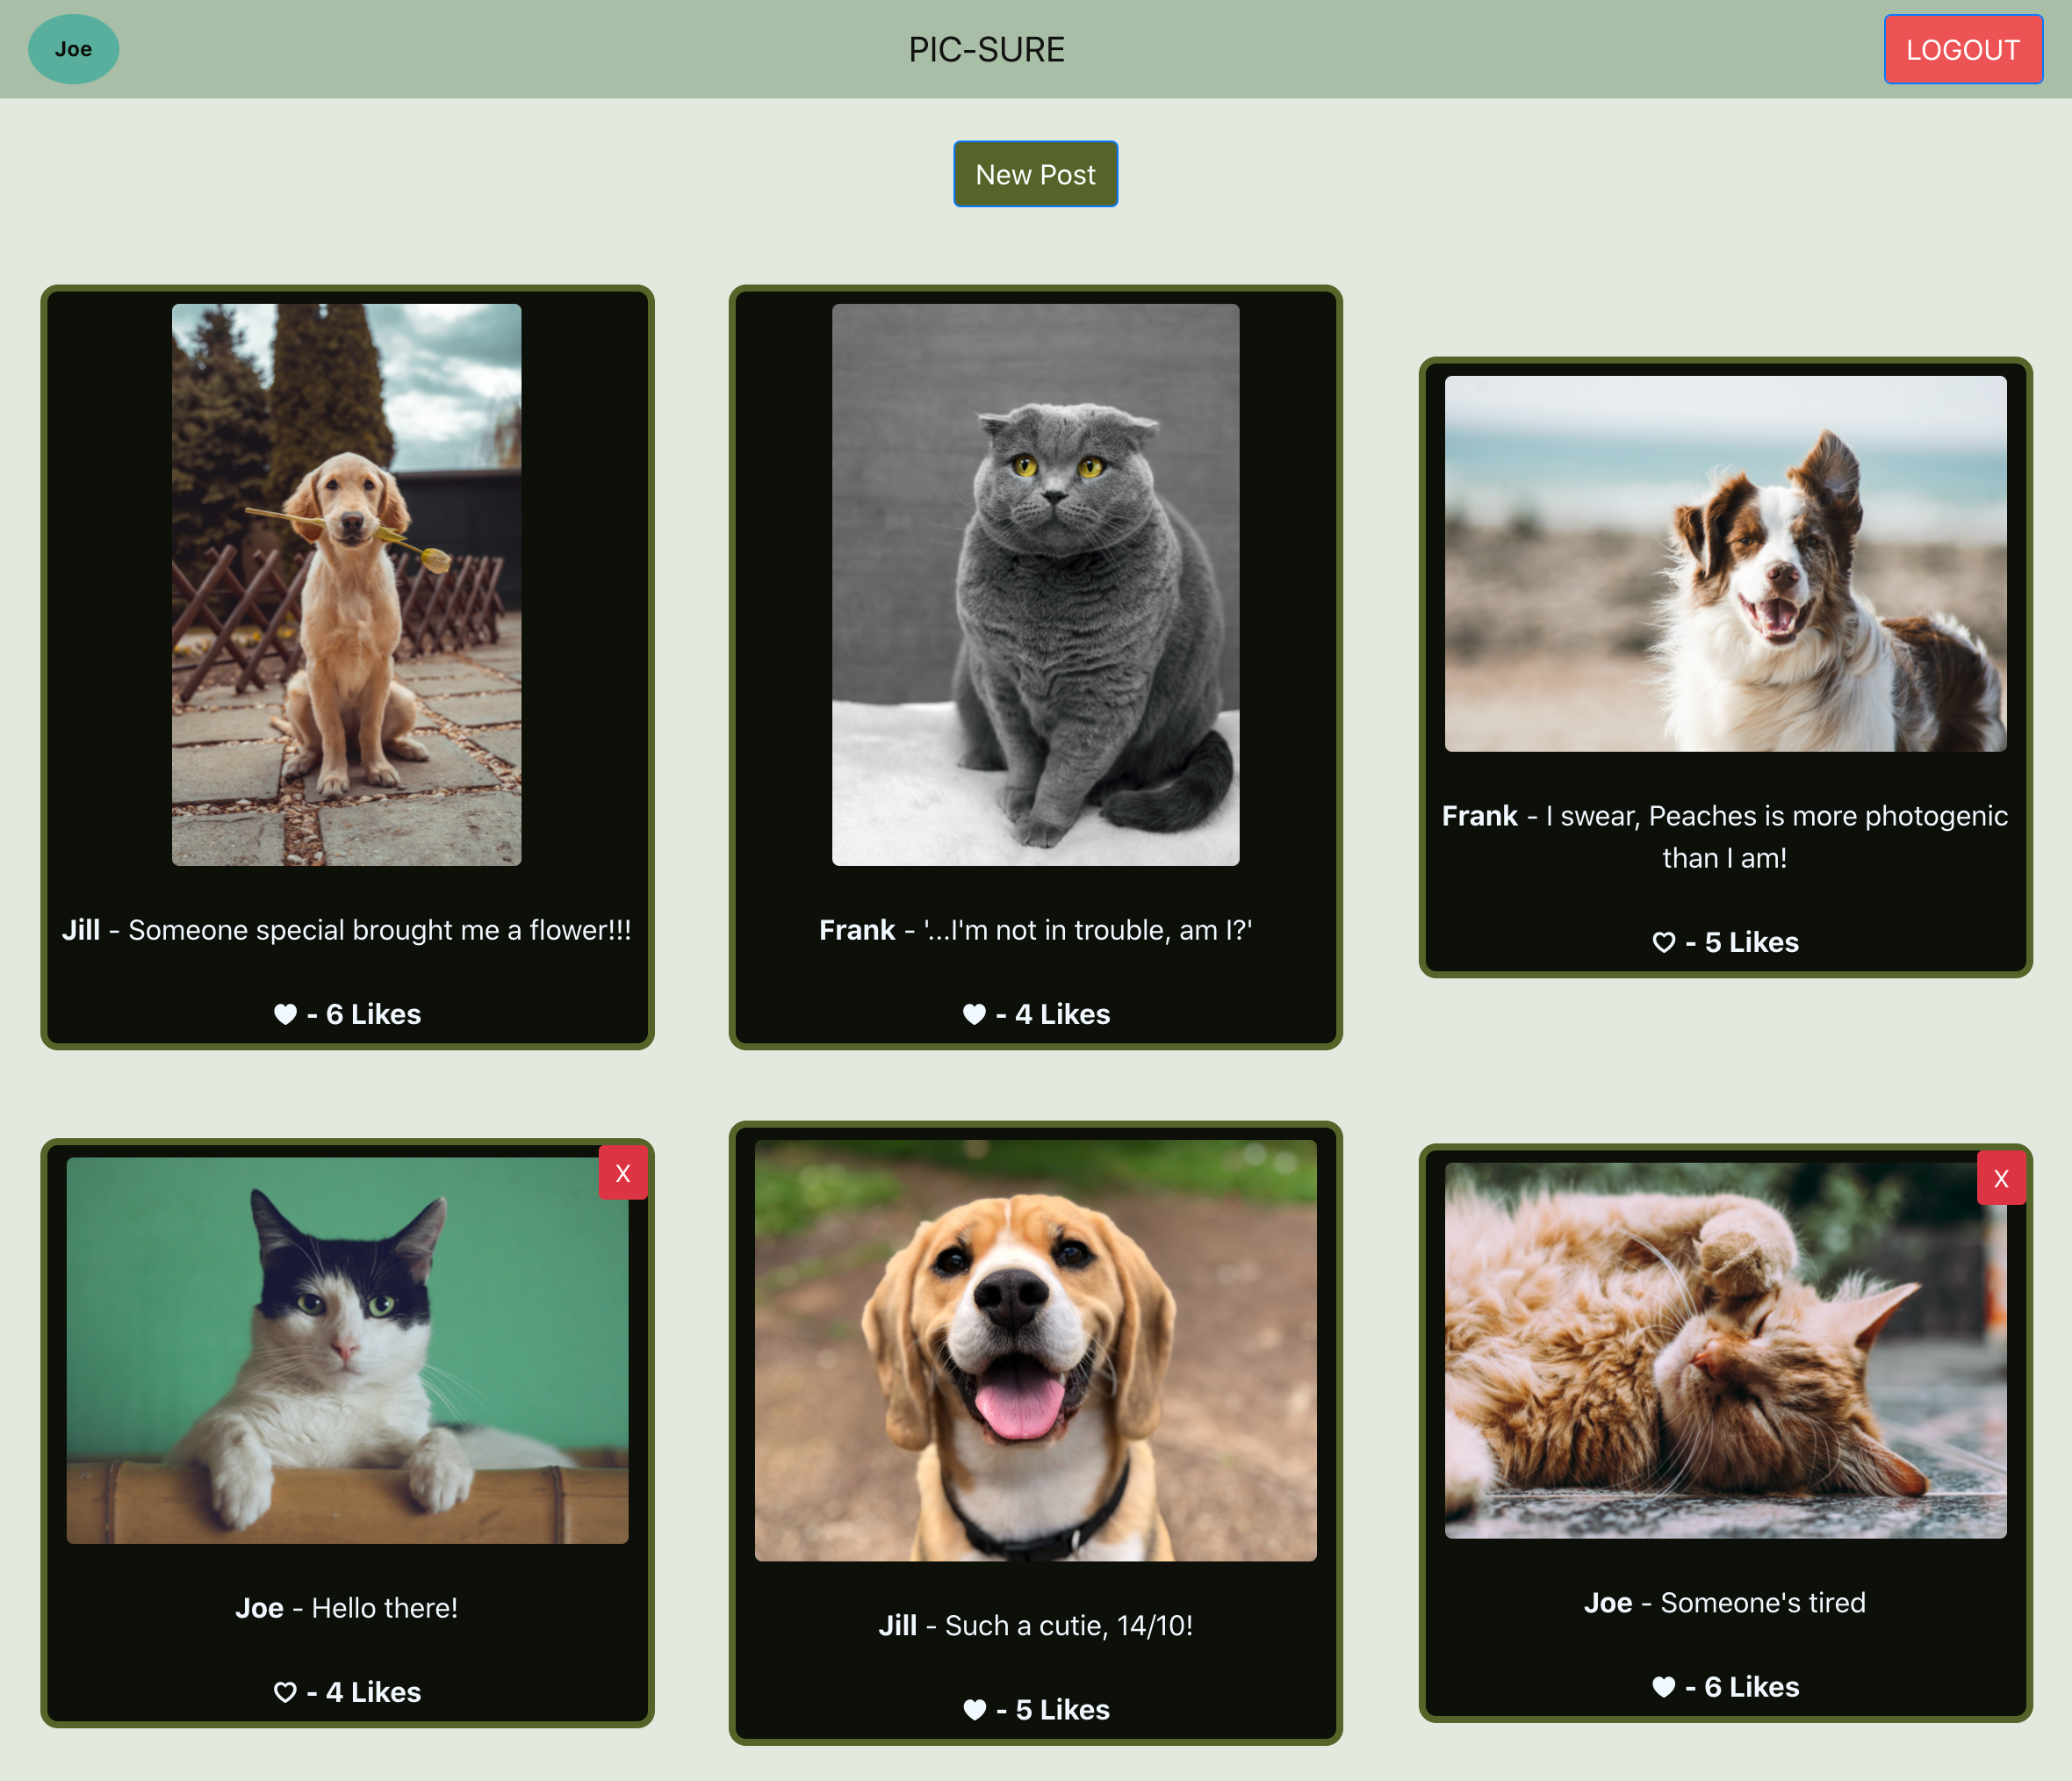 Joe
PIC-SURE
LOGOUT
New Post
Jill - Someone special brought me a flower!!!
- 6 Likes
Frank - '...I'm not in trouble, am I?'
- 4 Likes
Frank - I swear, Peaches is more photogenic
than I am!
- 5 Likes
X
Joe - Hello there!
- 4 Likes
Jill - Such a cutie, 14/10!
- 5 Likes
X
Joe - Someone's tired
- 6 Likes